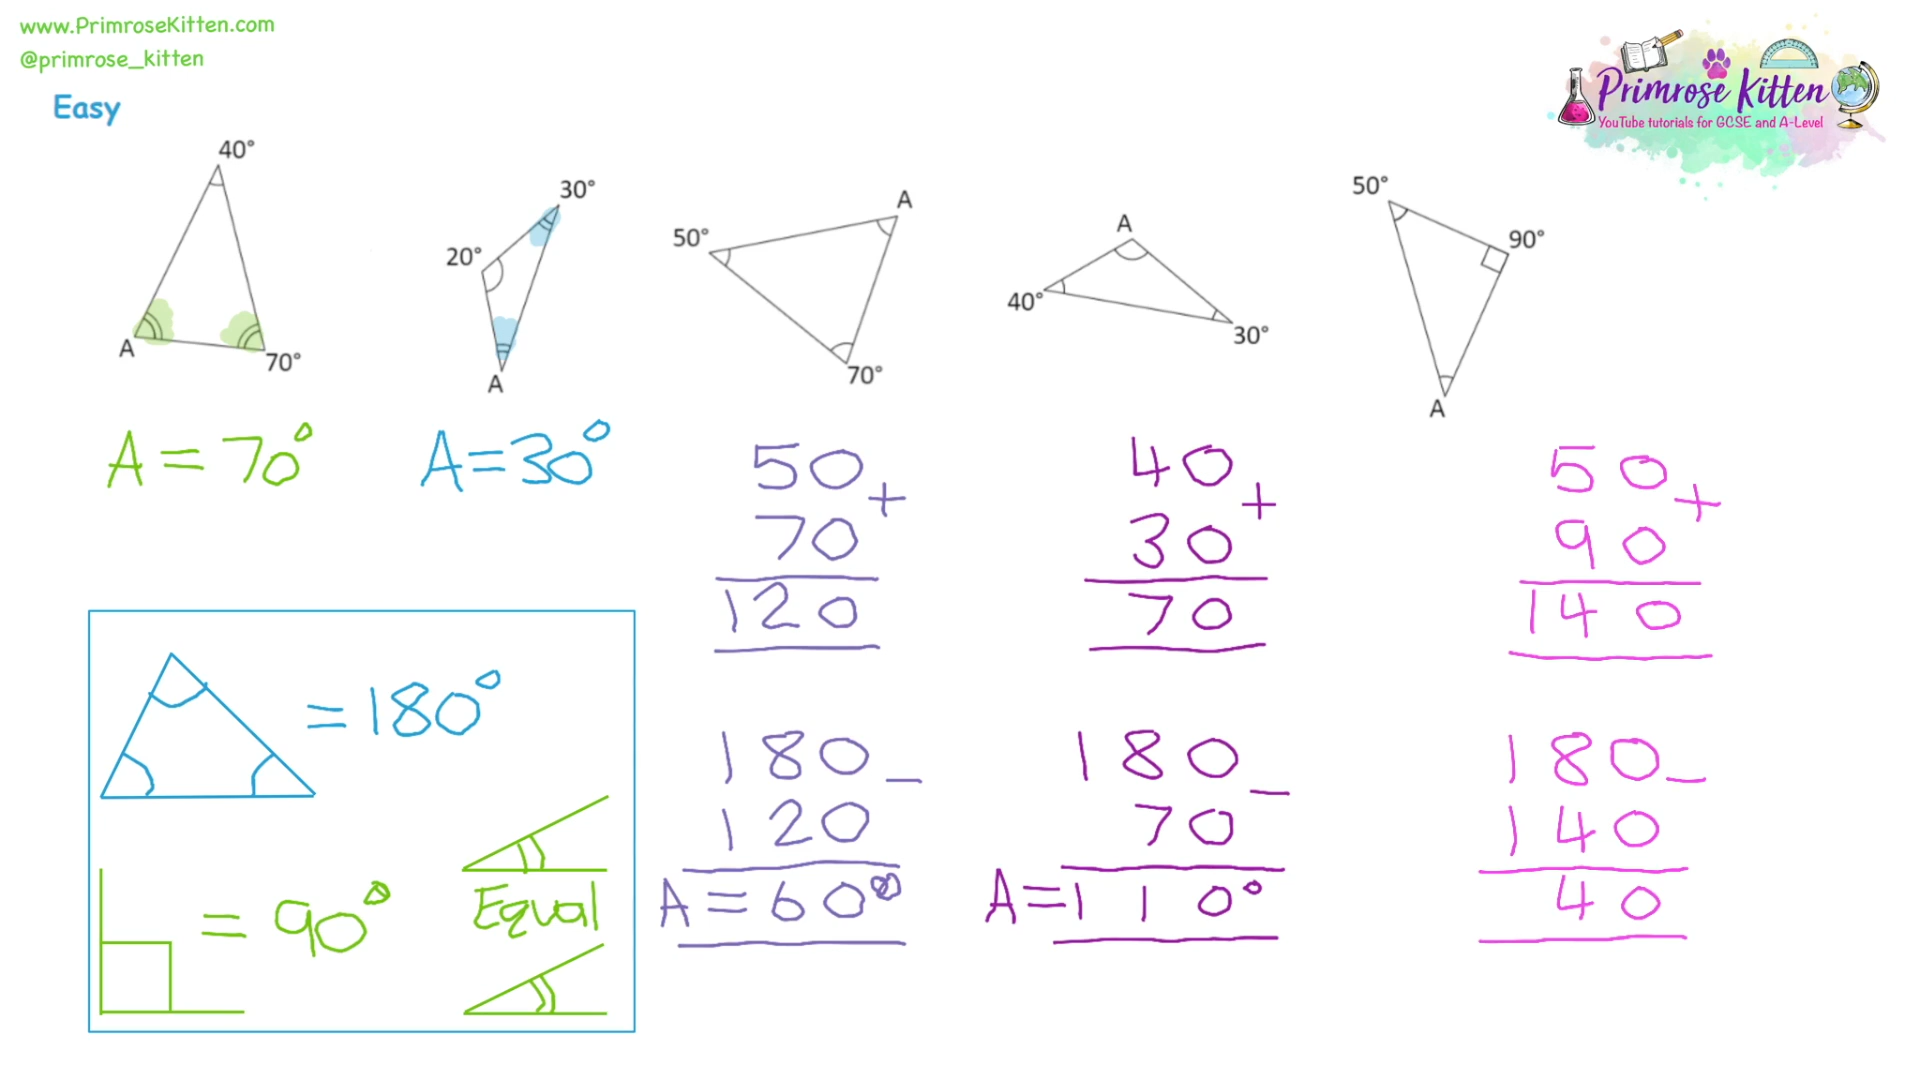 www.PrimroseKitten.com
@primrose_kitten
Primrose Kitten
YouTube tutorials for GCSE and A-Level
Easy
40°
A
70°
30°
20°
A
50°
A
70°
A
40°
30°
50°
90°
A
A = 70°
A = 30°
50 +
70
120
180 -
120
A = 60°
40 +
30
70
180 -
70
A = 110°
50 +
90
140
180 -
140
40
= 180°
= 90°
Equal